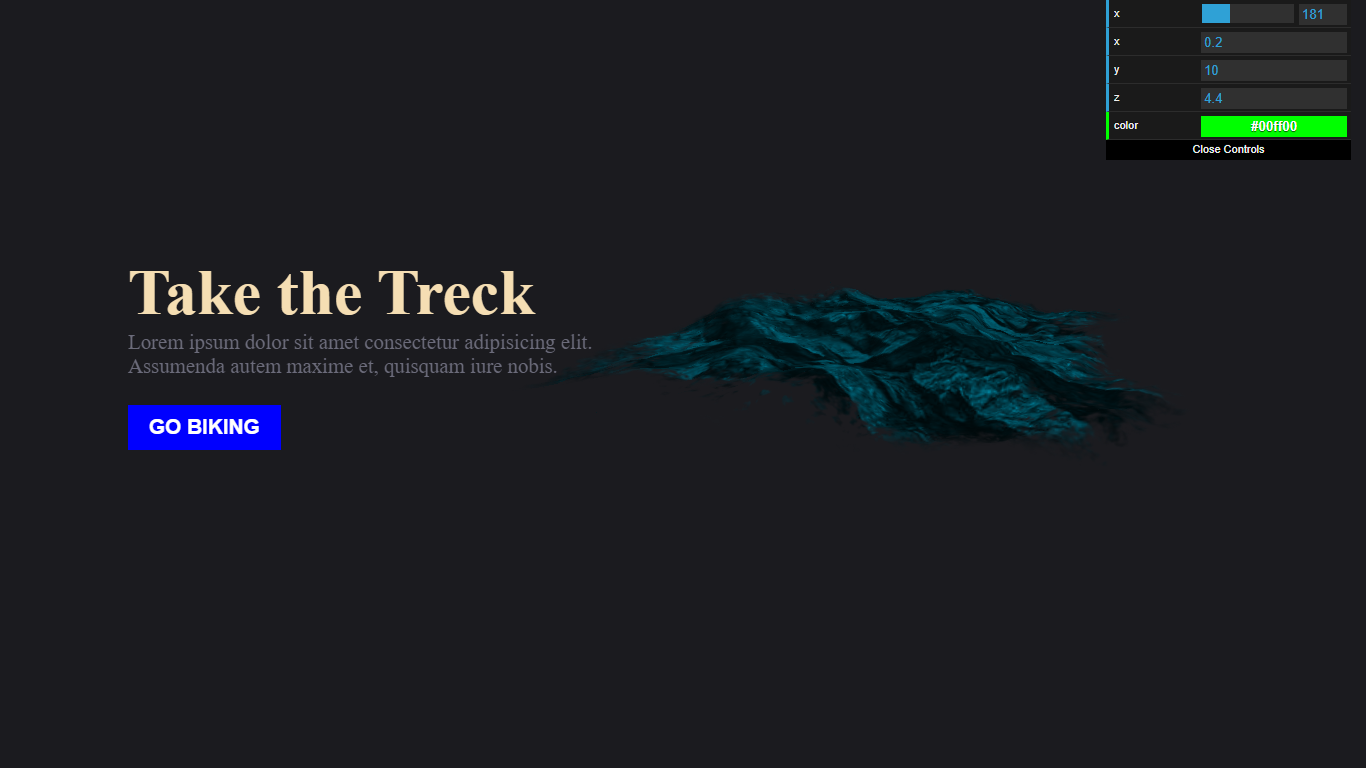 x 181
x 0.2
y 10
z 4.4
color #00ff00
Close Controls
Take the Treck
Lorem ipsum dolor sit amet consectetur adipisicing elit.
Assumenda autem maxime et, quisquam iure nobis.
GO BIKING